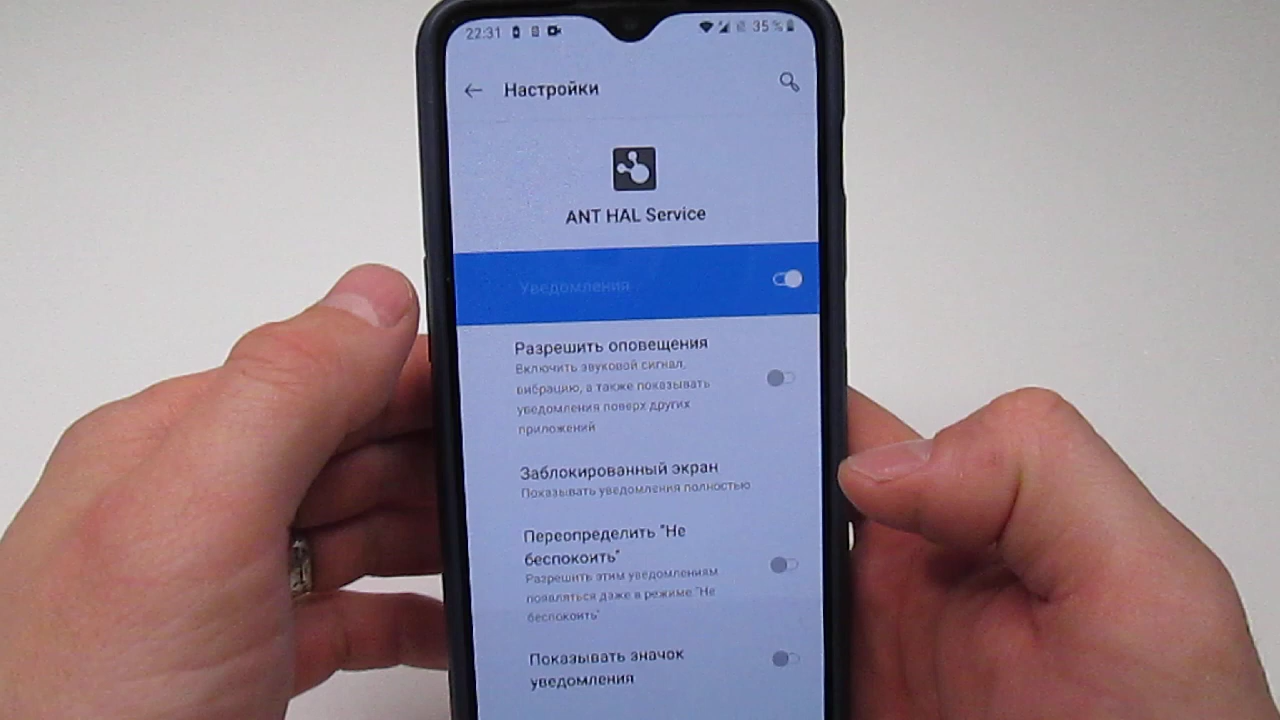 22:31 35 %
Настройки
ANT HAL Service
Уведомления
Разрешить оповещения
Включить звуковой сигнал,
вибрацию, а также показывать
уведомления поверх других
приложений
Заблокированный экран
Показывать уведомления полностью
Переопределить "Не
беспокоить"
Разрешить этим уведомлениям
появляться даже в режиме "Не
беспокоить"
Показывать значок
уведомления